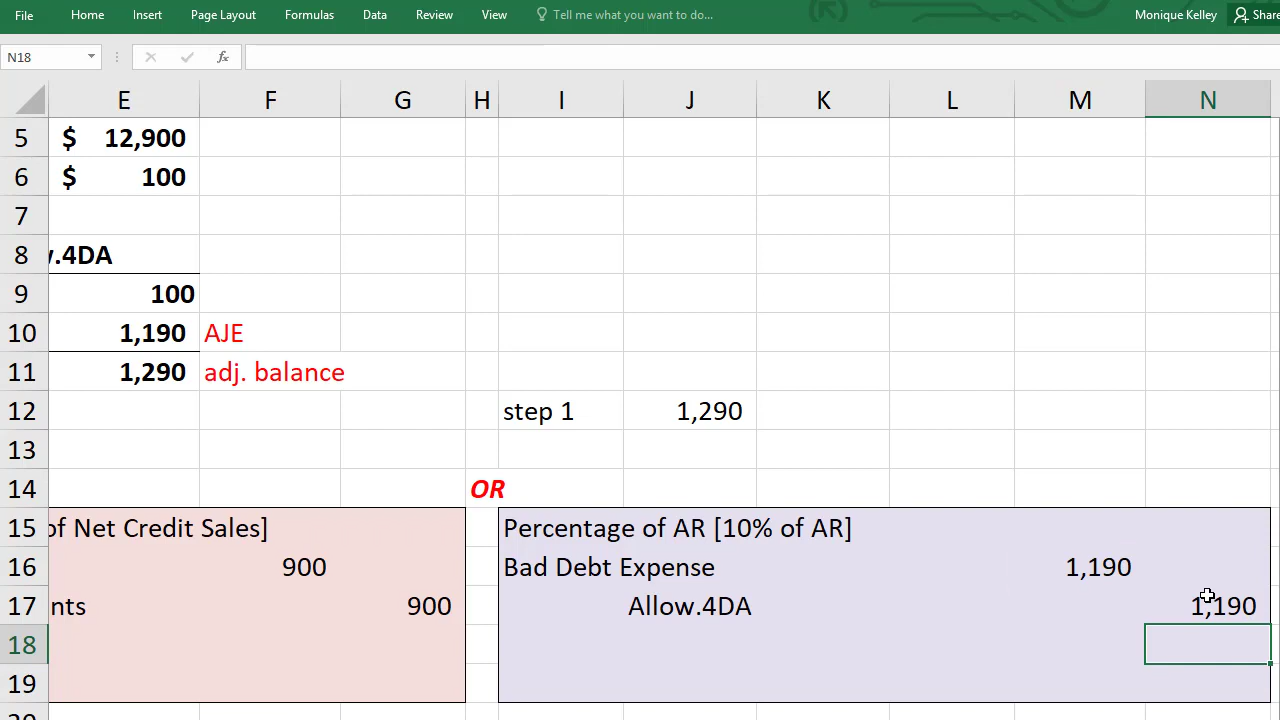 File Home Insert Page Layout Formulas Data Review View Tell me what you want to do... Monique Kelley Share
N18 fx
E F G H I J K L M N
5 $ 12,900
6 $ 100
7
8 .4DA
9 100
10 1,190 AJE
11 1,290 adj. balance
12 step 1 1,290
13
14 OR
15 of Net Credit Sales] Percentage of AR [10% of AR]
16 900 Bad Debt Expense 1,190
17 nts 900 Allow.4DA 1,190
18
19